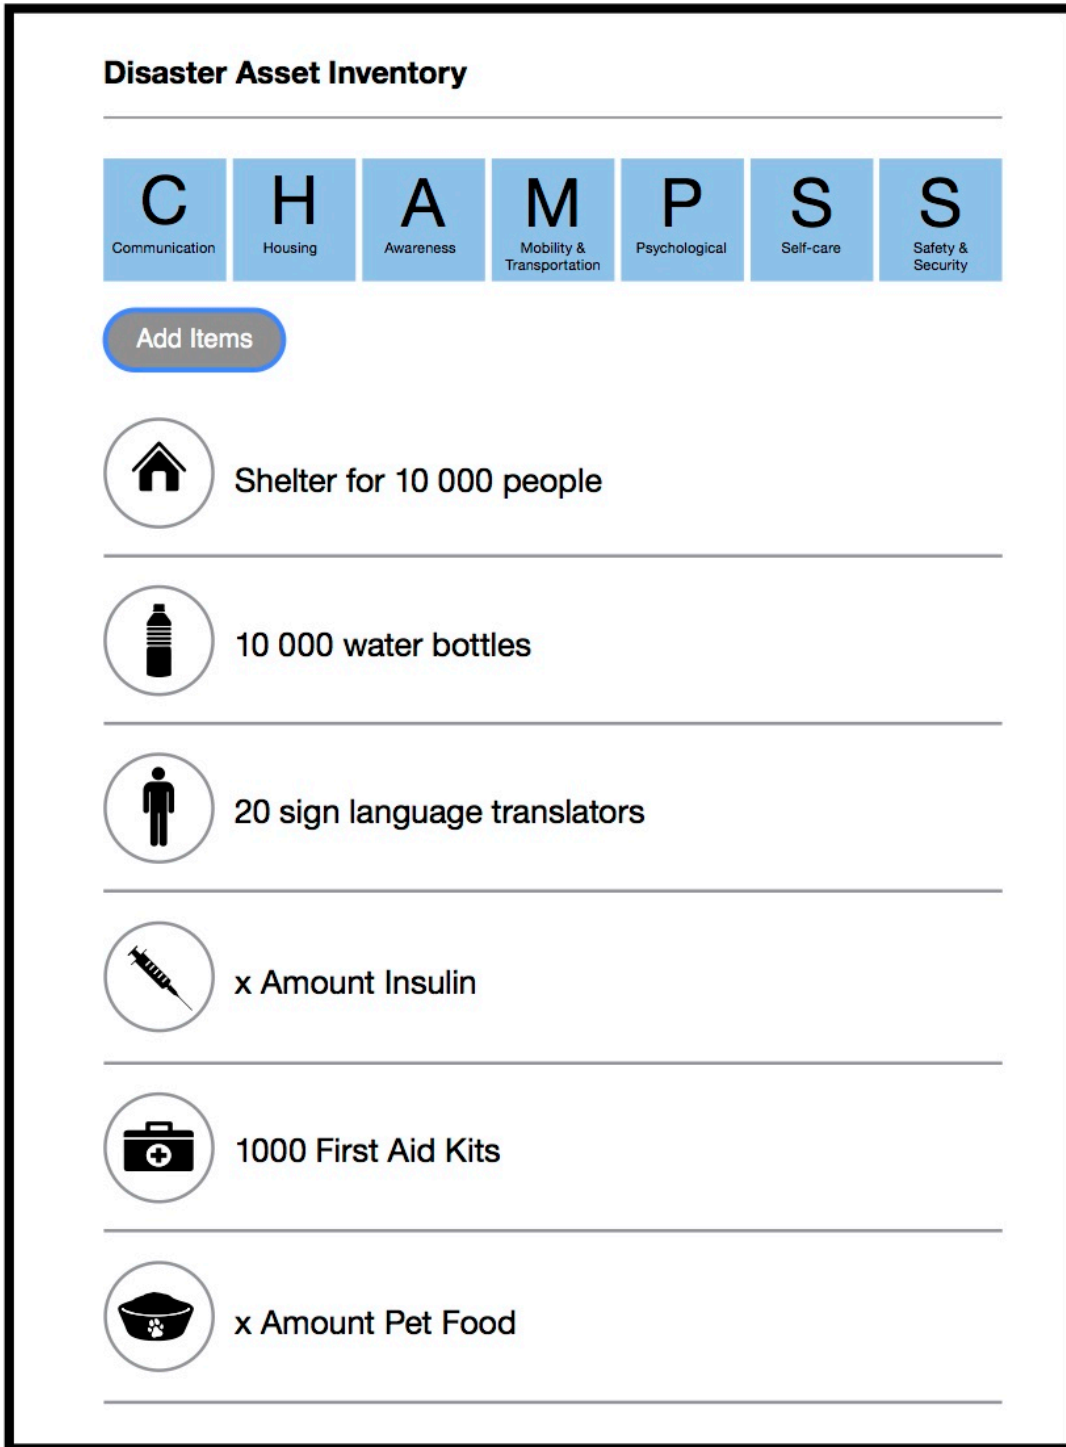 Disaster Asset Inventory
C H A M P S S
Communication Housing Awareness Mobility & Transportation Psychological Self-care Safety & Security
Add Items
Shelter for 10 000 people
10 000 water bottles
20 sign language translators
x Amount Insulin
1000 First Aid Kits
x Amount Pet Food